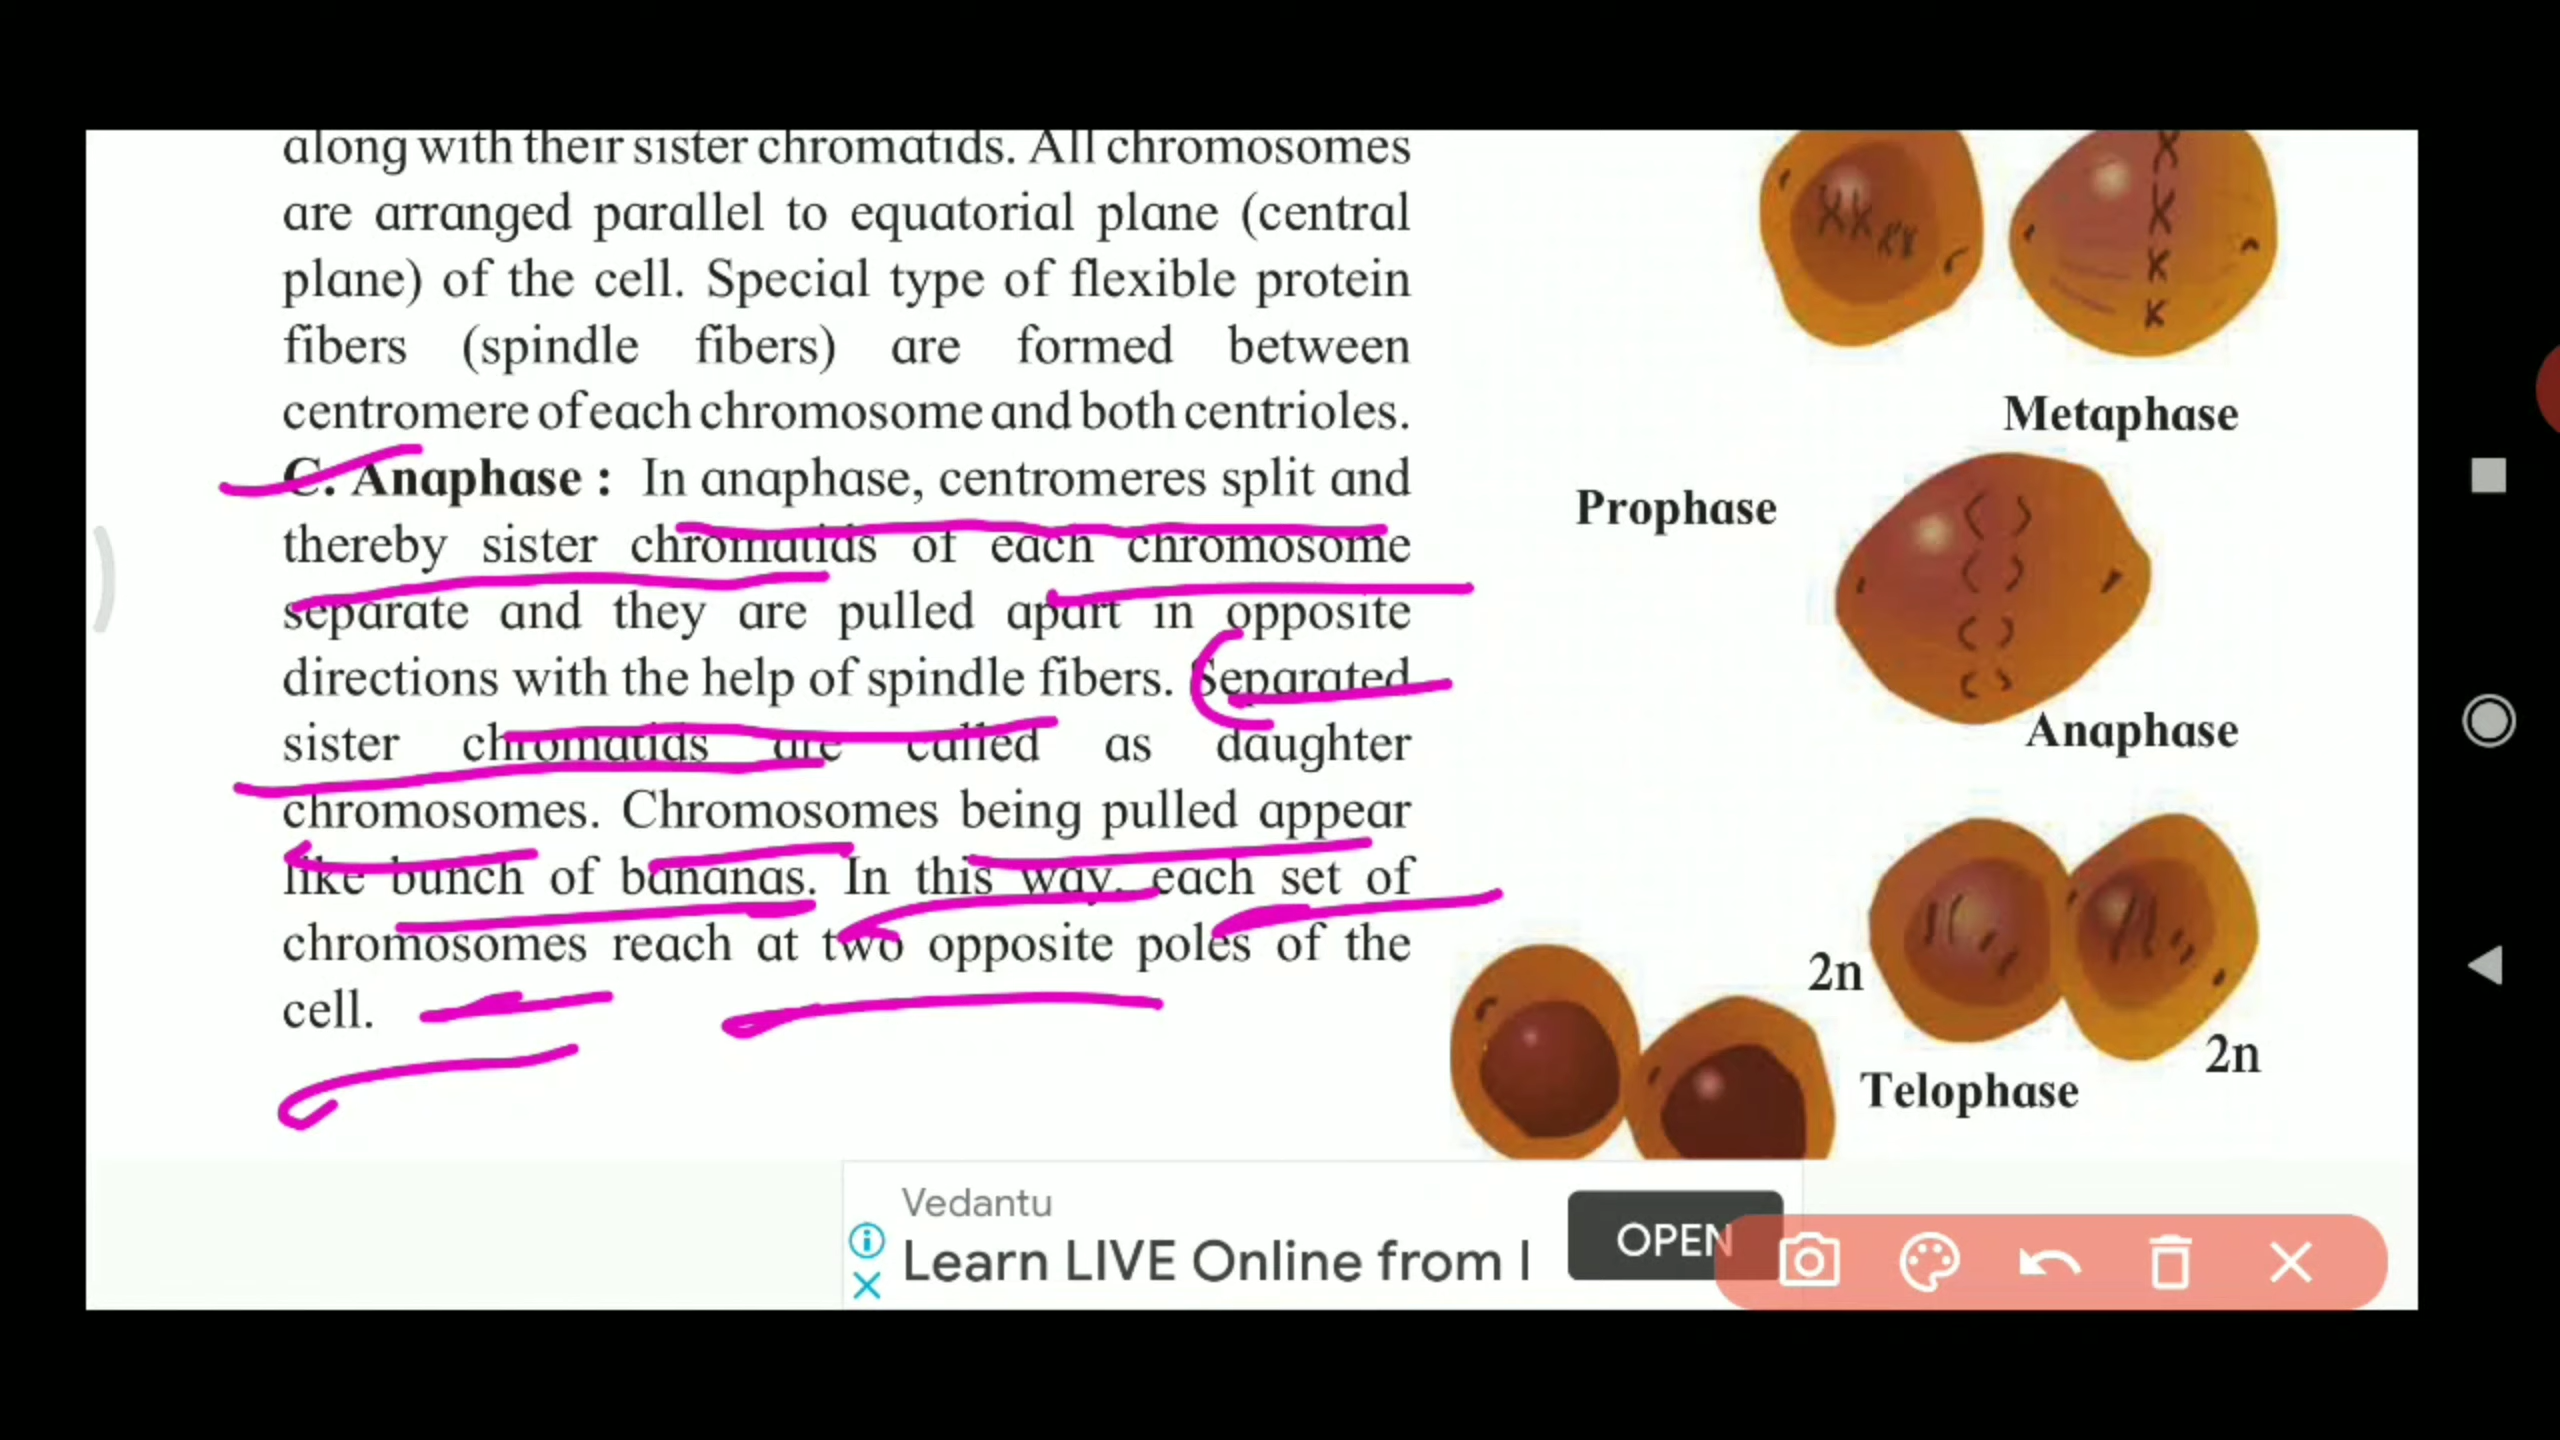 along with their sister chromatids. All chromosomes
are arranged parallel to equatorial plane (central
plane) of the cell. Special type of flexible protein
fibers (spindle fibers) are formed between
centromere of each chromosome and both centrioles.
C. Anaphase : In anaphase, centromeres split and
thereby sister chromatids of each chromosome
separate and they are pulled apart in opposite
directions with the help of spindle fibers. Separated
sister chromatids are called as daughter
chromosomes. Chromosomes being pulled appear
like bunch of bananas. In this way, each set of
chromosomes reach at two opposite poles of the
cell.
Metaphase
Prophase
Anaphase
2n
2n
Telophase
Vedantu
Learn LIVE Online from I
OPEN